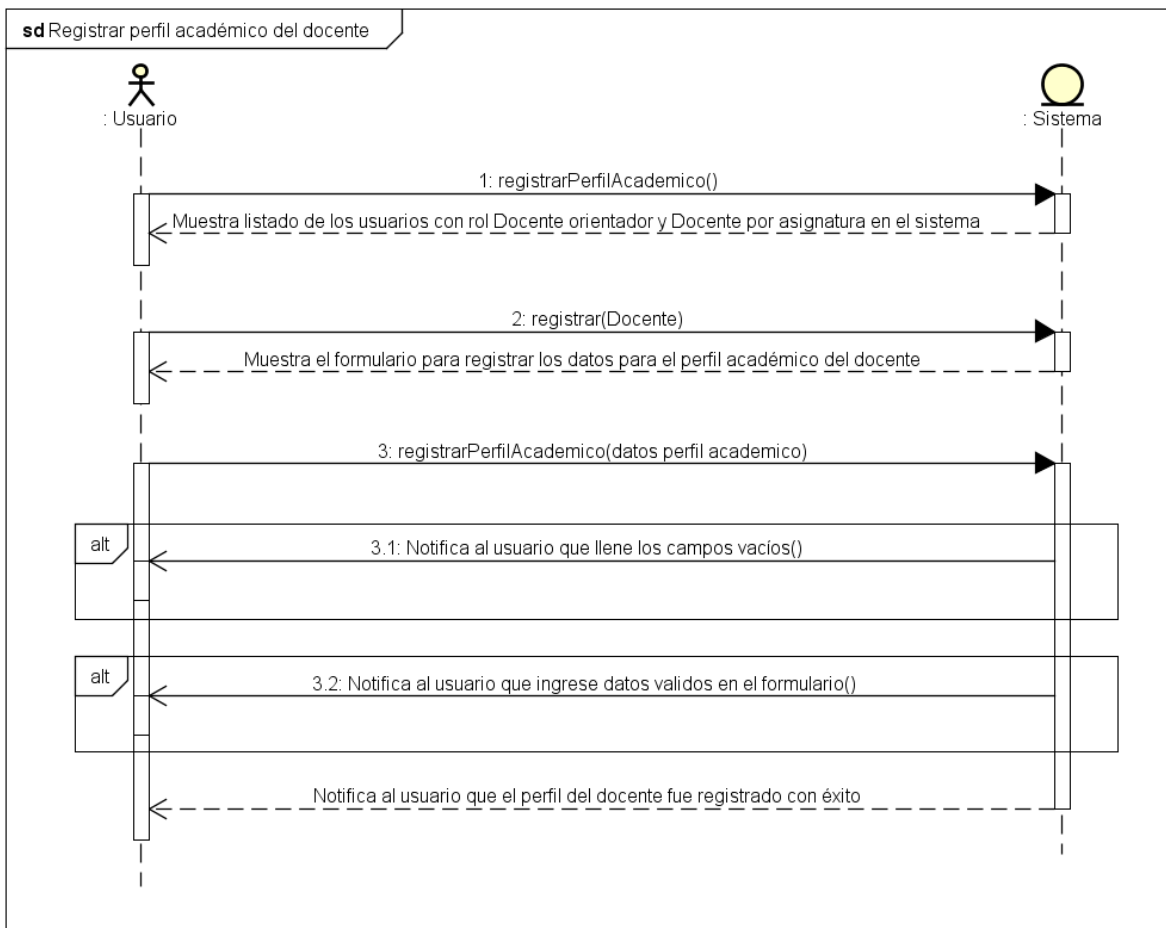 sd Registrar perfil académico del docente
: Usuario
: Sistema
1: registrarPerfilAcademico()
Muestra listado de los usuarios con rol Docente orientador y Docente por asignatura en el sistema
2: registrar(Docente)
Muestra el formulario para registrar los datos para el perfil académico del docente
3: registrarPerfilAcademico(datos perfil academico)
alt
3.1: Notifica al usuario que llene los campos vacíos()
alt
3.2: Notifica al usuario que ingrese datos validos en el formulario()
Notifica al usuario que el perfil del docente fue registrado con éxito